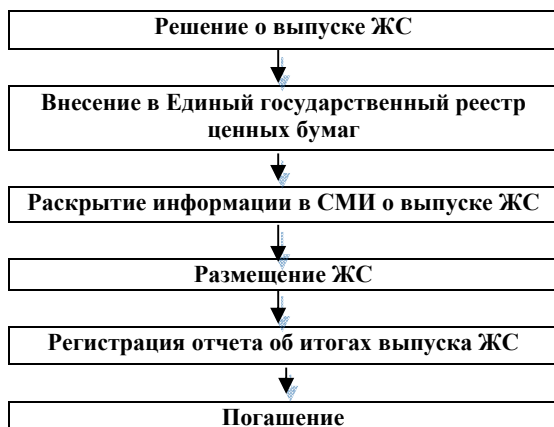 Решение о выпуске ЖС
Внесение в Единый государственный реестр
ценных бумаг
Раскрытие информации в СМИ о выпуске ЖС
Размещение ЖС
Регистрация отчета об итогах выпуска ЖС
Погашение